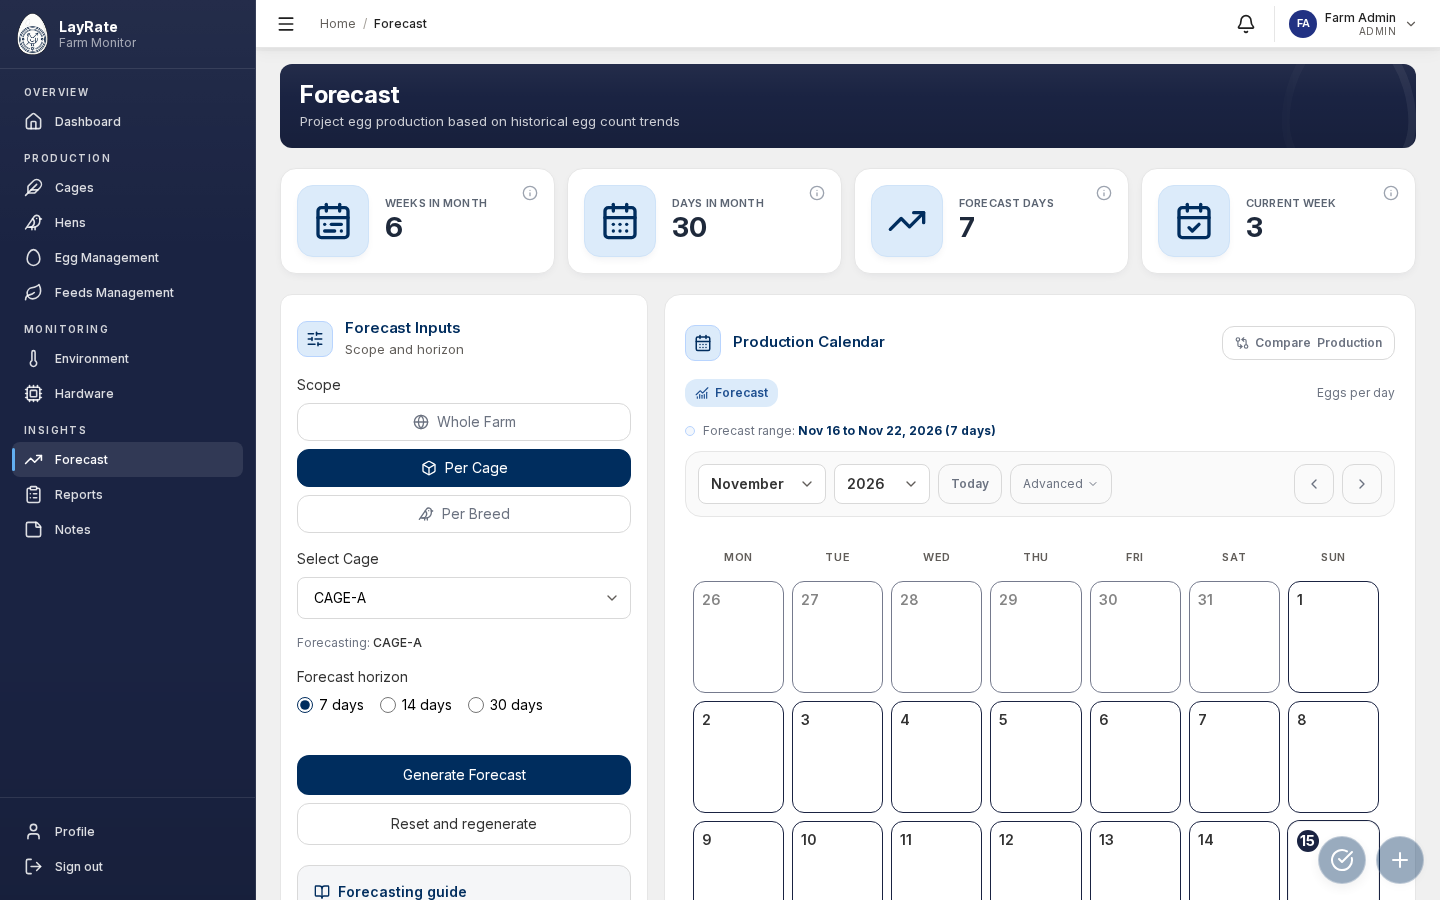 LayRate
Farm Monitor
OVERVIEW
Dashboard
PRODUCTION
Cages
Hens
Egg Management
Feeds Management
MONITORING
Environment
Hardware
INSIGHTS
Forecast
Reports
Notes
Profile
Sign out
Home / Forecast
FA
Farm Admin
ADMIN
Forecast
Project egg production based on historical egg count trends
WEEKS IN MONTH
6
DAYS IN MONTH
30
FORECAST DAYS
7
CURRENT WEEK
3
Forecast Inputs
Scope and horizon
Scope
Whole Farm
Per Cage
Per Breed
Select Cage
CAGE-A
Forecasting: CAGE-A
Forecast horizon
7 days 14 days 30 days
Generate Forecast
Reset and regenerate
Forecasting guide
Production Calendar
Compare Production
Forecast
Eggs per day
Forecast range: Nov 16 to Nov 22, 2026 (7 days)
November 2026 Today Advanced
MON TUE WED THU FRI SAT SUN
26 27 28 29 30 31 1
2 3 4 5 6 7 8
9 10 11 12 13 14 15